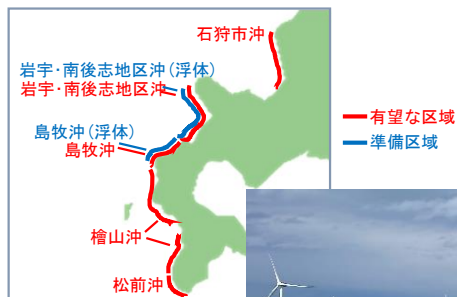 石狩市沖
岩宇・南後志地区沖（浮体）
岩宇・南後志地区沖
島牧沖（浮体）
島牧沖
檜山沖
松前沖
有望な区域
準備区域